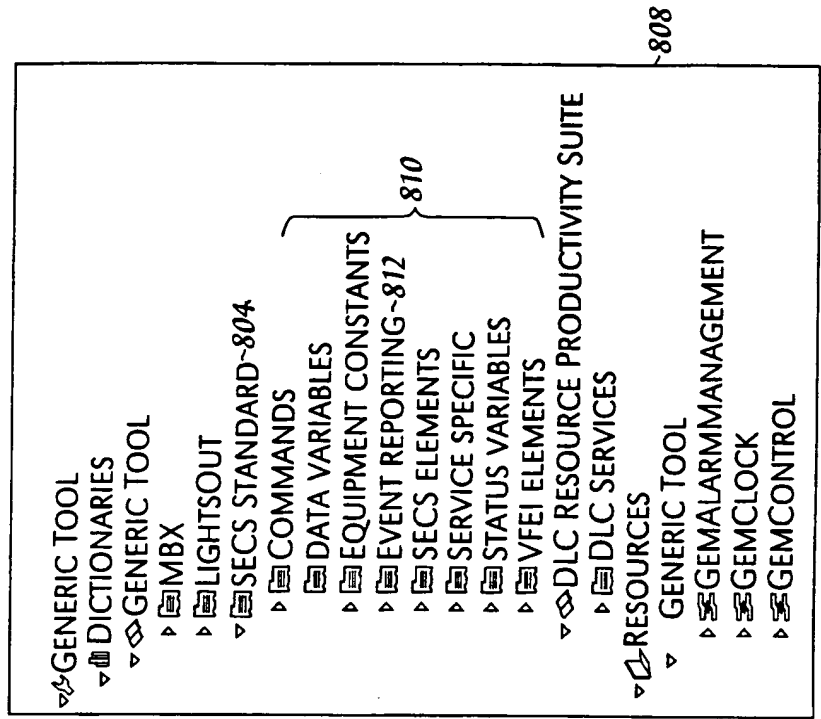 GENERIC TOOL
DICTIONARIES
GENERIC TOOL
MBX
LIGHTSOUT
SECS STANDARD~804
COMMANDS
DATA VARIABLES
EQUIPMENT CONSTANTS
EVENT REPORTING~812
SECS ELEMENTS
SERVICE SPECIFIC
STATUS VARIABLES
VFEI ELEMENTS
810
DLC RESOURCE PRODUCTIVITY SUITE
DLC SERVICES
RESOURCES
GENERIC TOOL
GEMALARMMANAGEMENT
GEMCLOCK
GEMCONTROL
~808